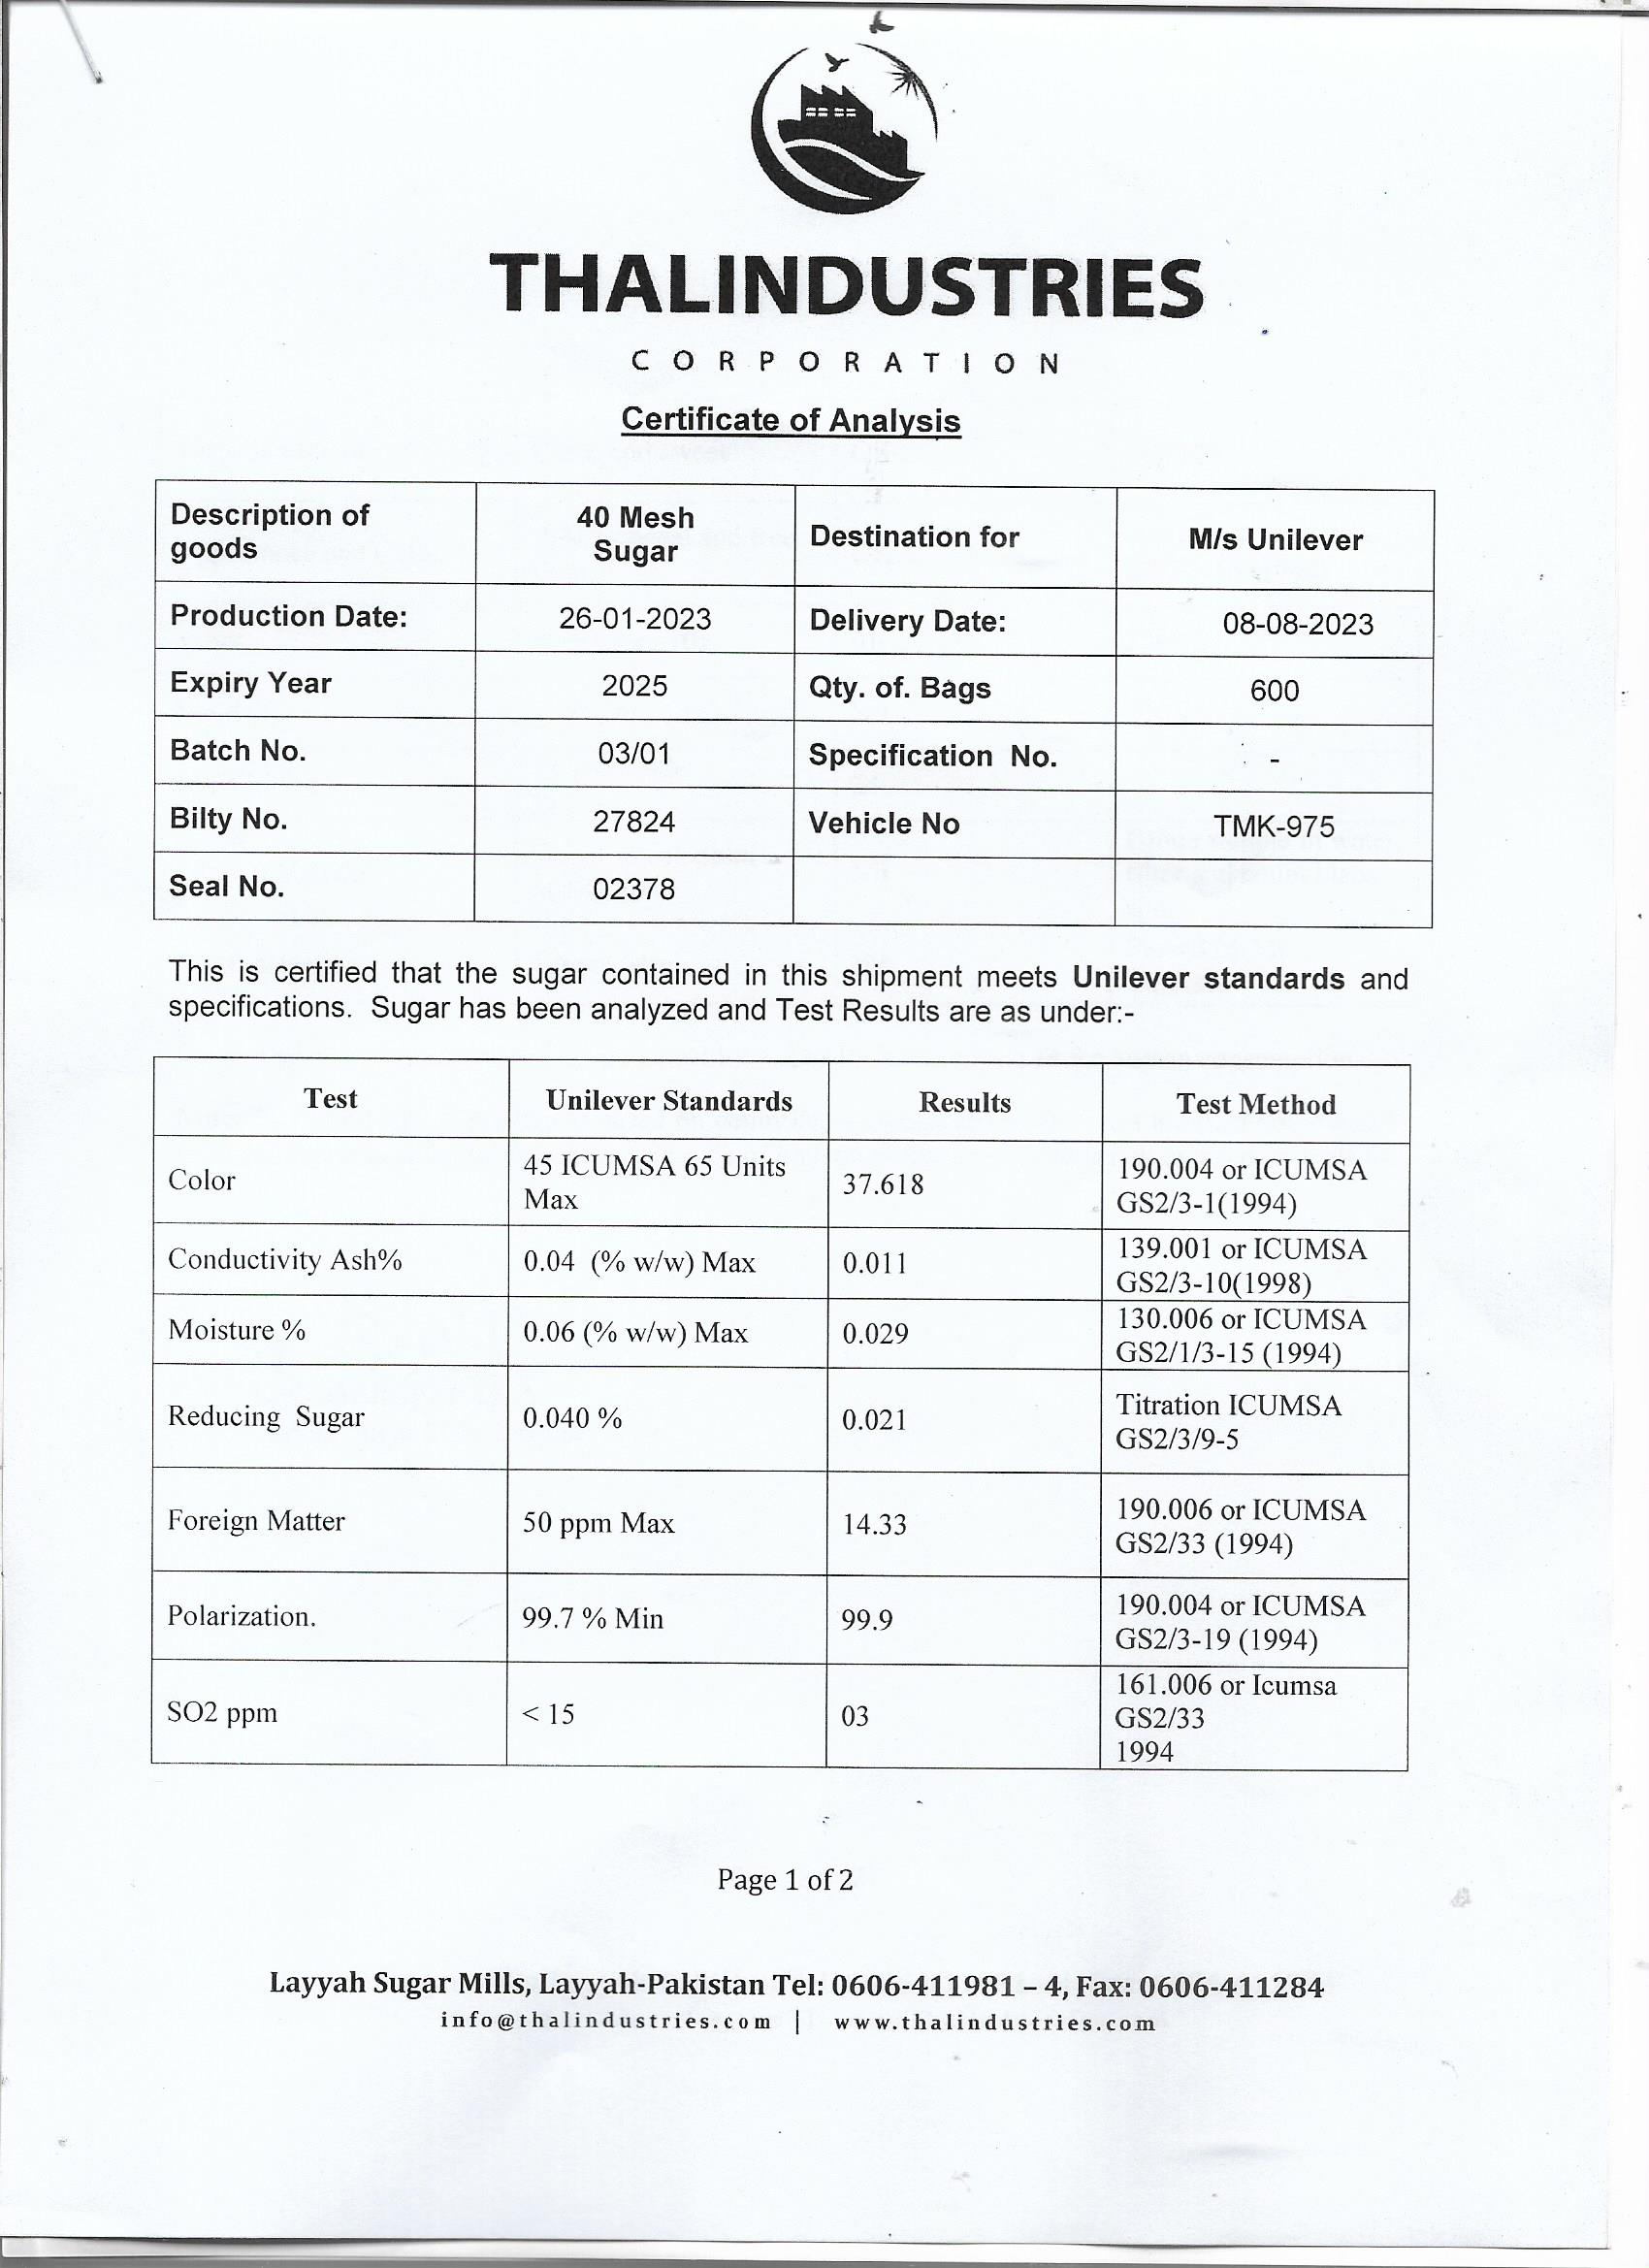 THALINDUSTRIES
CORPORATION
Certificate of Analysis
Description of goods 40 Mesh Sugar Destination for M/s Unilever
Production Date: 26-01-2023 Delivery Date: 08-08-2023
Expiry Year 2025 Qty. of. Bags 600
Batch No. 03/01 Specification No. -
Bilty No. 27824 Vehicle No TMK-975
Seal No. 02378
This is certified that the sugar contained in this shipment meets Unilever standards and
specifications. Sugar has been analyzed and Test Results are as under:-
Test Unilever Standards Results Test Method
Color 45 ICUMSA 65 Units Max 37.618 190.004 or ICUMSA GS2/3-1(1994)
Conductivity Ash% 0.04 (% w/w) Max 0.011 139.001 or ICUMSA GS2/3-10(1998)
Moisture % 0.06 (% w/w) Max 0.029 130.006 or ICUMSA GS2/1/3-15 (1994)
Reducing Sugar 0.040 % 0.021 Titration ICUMSA GS2/3/9-5
Foreign Matter 50 ppm Max 14.33 190.006 or ICUMSA GS2/33 (1994)
Polarization. 99.7 % Min 99.9 190.004 or ICUMSA GS2/3-19 (1994)
SO2 ppm < 15 03 161.006 or Icumsa GS2/33 1994
Page 1 of 2
Layyah Sugar Mills, Layyah-Pakistan Tel: 0606-411981 – 4, Fax: 0606-411284
info@thalindustries.com | www.thalindustries.com